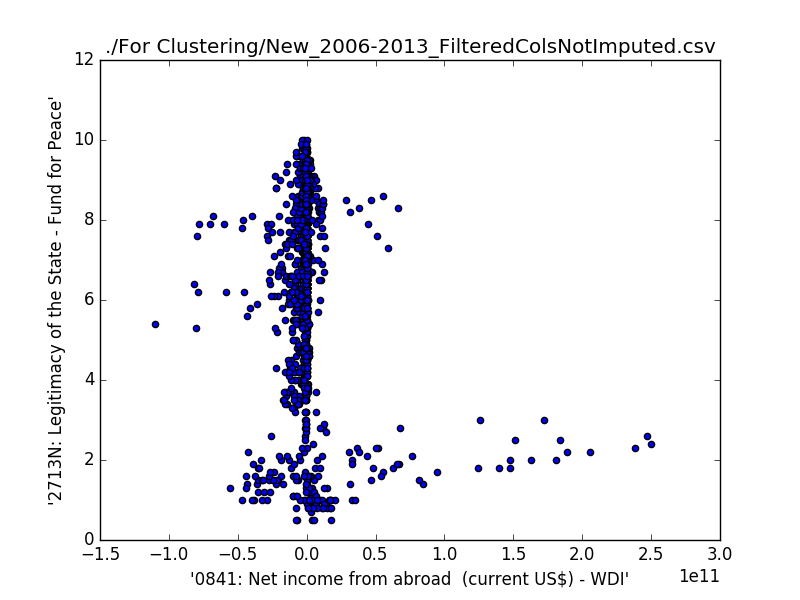 ./For Clustering/New_2006-2013_FilteredColsNotImputed.csv
12
10
8
6
4
2
0
'2713N: Legitimacy of the State - Fund for Peace'
−1.5 −1.0 −0.5 0.0 0.5 1.0 1.5 2.0 2.5 3.0
1e11
'0841: Net income from abroad  (current US$) - WDI'